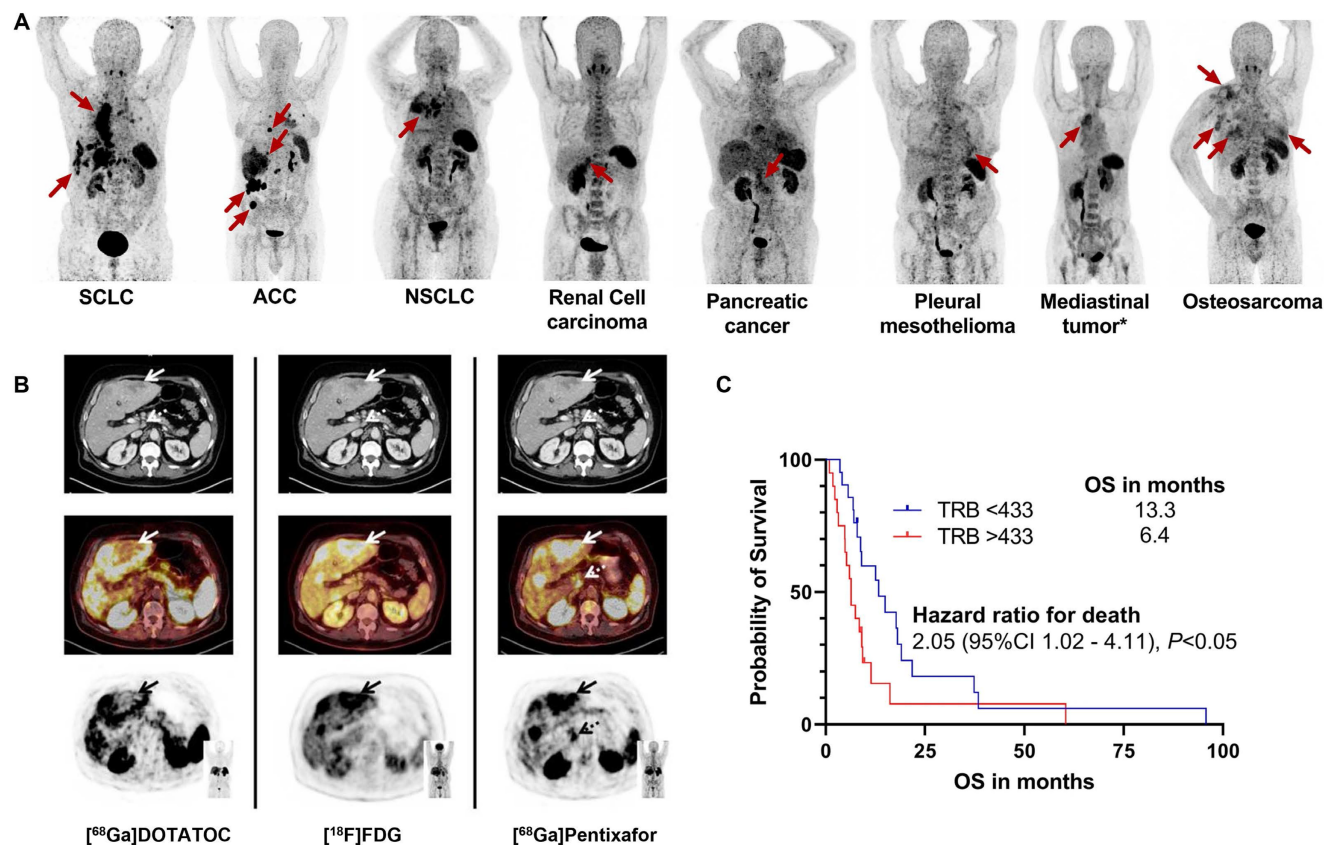 A
SCLC
ACC
NSCLC
Renal Cell
carcinoma
Pancreatic
cancer
Pleural
mesothelioma
Mediastinal
tumor*
Osteosarcoma
B
[⁶⁸Ga]DOTATOC
[¹⁸F]FDG
[⁶⁸Ga]Pentixafor
C
OS in months
TRB <433 13.3
TRB >433 6.4
Hazard ratio for death
2.05 (95%CI 1.02 - 4.11), P<0.05
Probability of Survival
100
50
0
0 25 50 75 100
OS in months